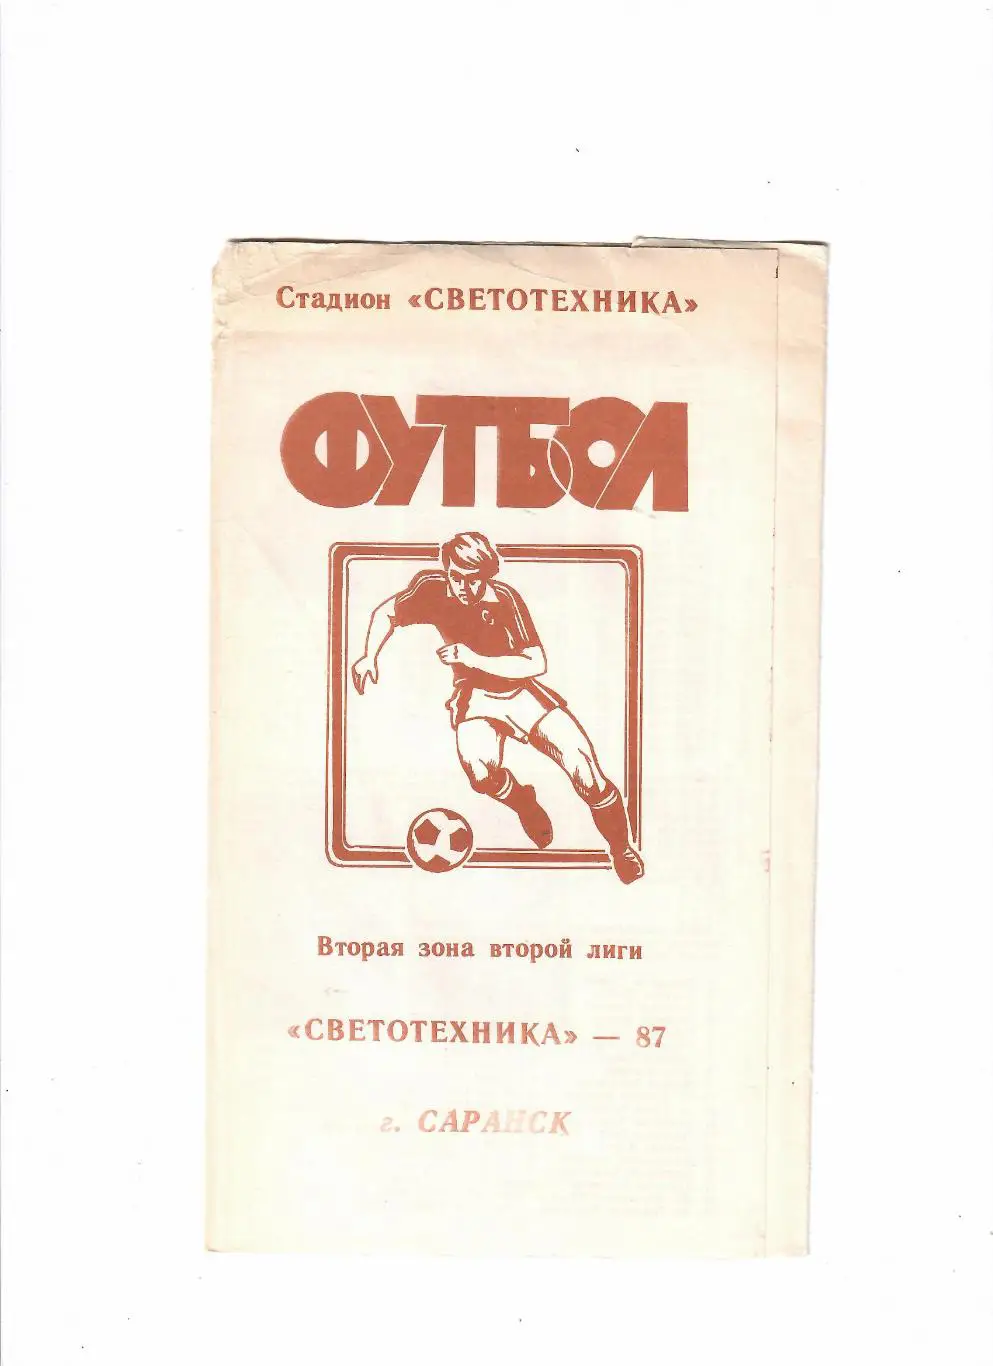 Стадион «СВЕТОТЕХНИКА»
ФУТБОЛ
Вторая зона второй лиги
«СВЕТОТЕХНИКА» — 87
г. САРАНСК